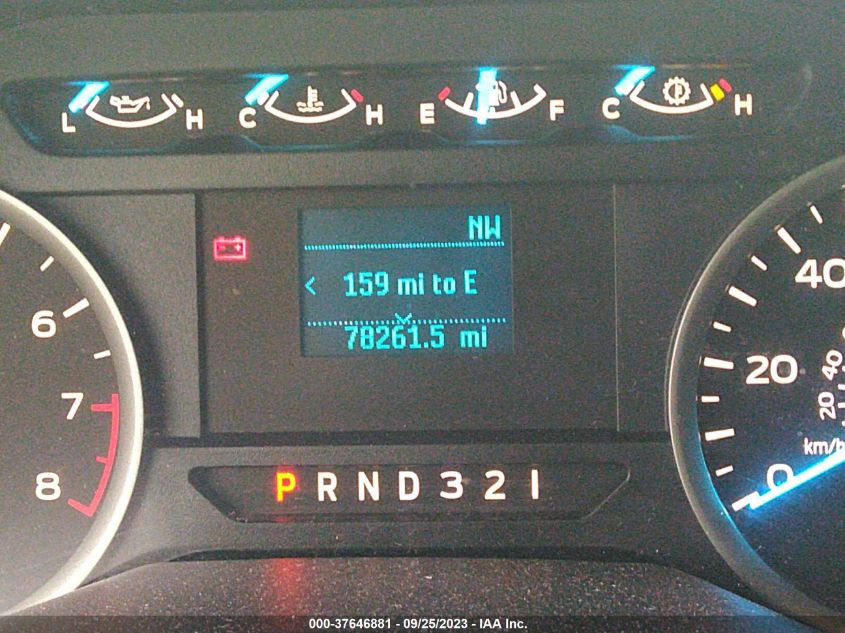 L H C H E F C H
NW
< 159 mi to E
78261.5 mi
6
7
8
40
20
0
40
20
km/h
P R N D 3 2 1
000-37646881 - 09/25/2023 - IAA Inc.